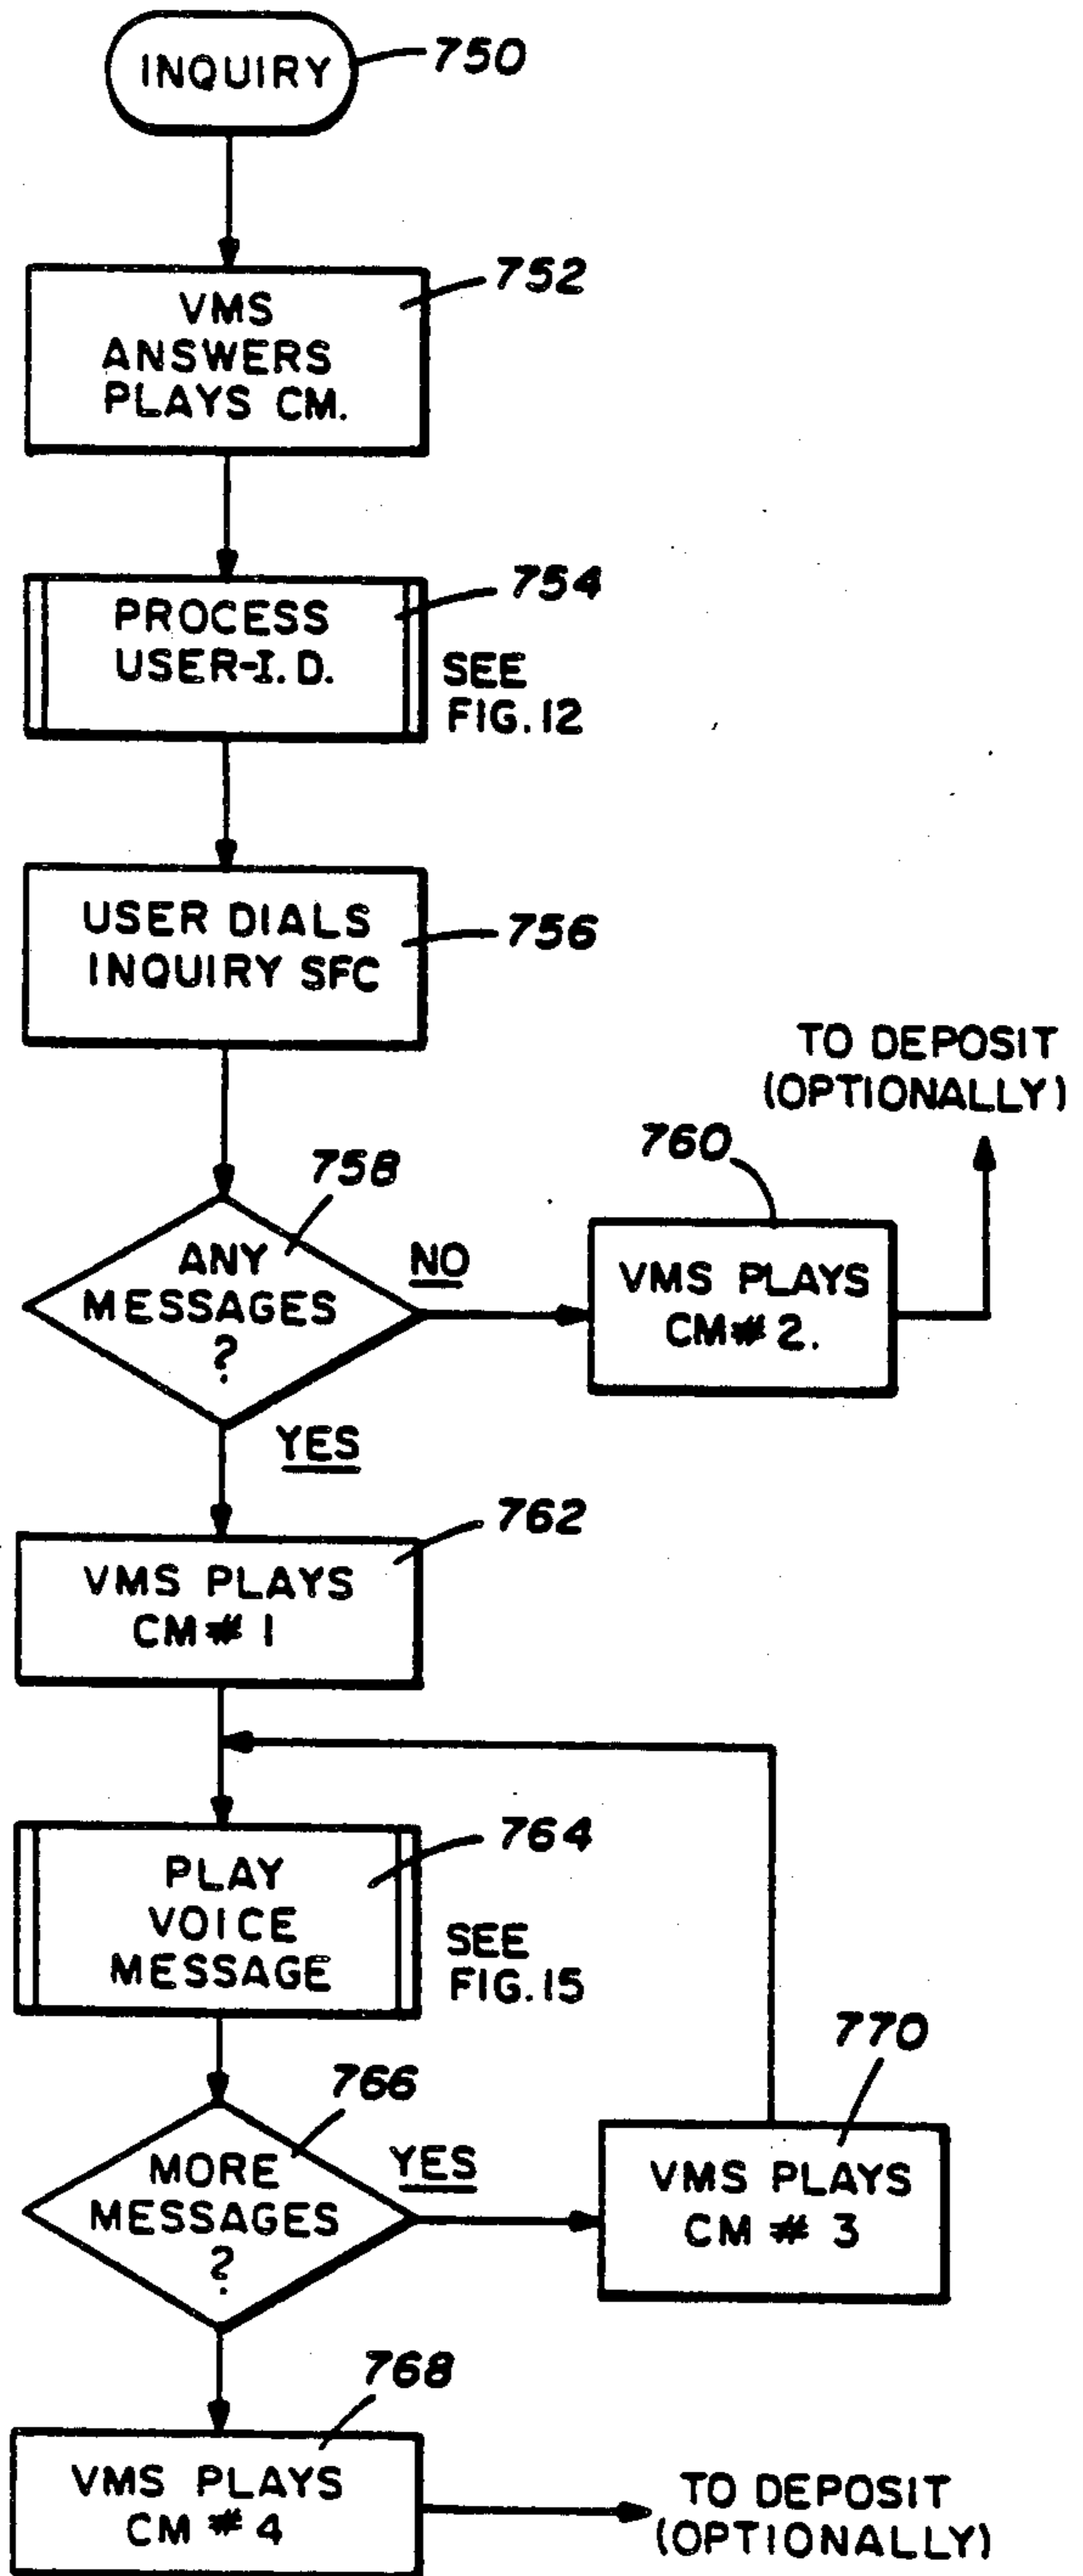 INQUIRY
750
VMS
ANSWERS
PLAYS CM.
752
PROCESS
USER-I.D.
754
SEE
FIG.12
USER DIALS
INQUIRY SFC
756
TO DEPOSIT
(OPTIONALLY)
758
ANY
MESSAGES
?
NO
760
VMS PLAYS
CM# 2.
YES
762
VMS PLAYS
CM # 1
PLAY
VOICE
MESSAGE
764
SEE
FIG.15
766
MORE
MESSAGES
?
YES
770
VMS PLAYS
CM # 3
768
VMS PLAYS
CM # 4
TO DEPOSIT
(OPTIONALLY)